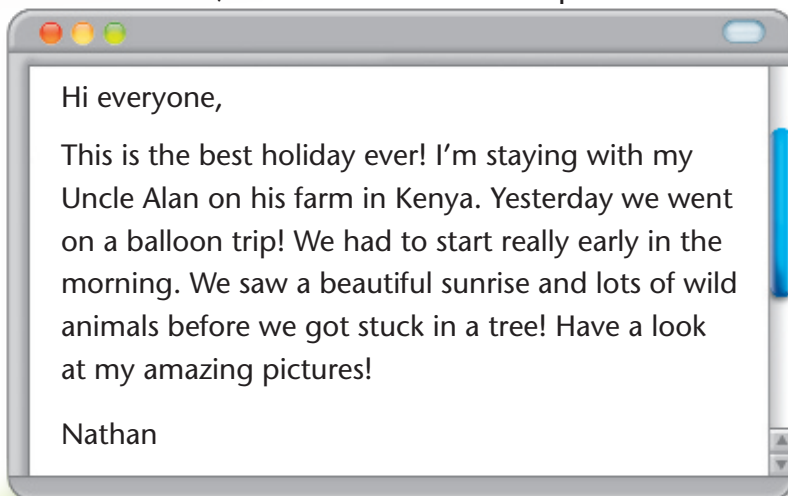 Hi everyone,
This is the best holiday ever! I'm staying with my
Uncle Alan on his farm in Kenya. Yesterday we went
on a balloon trip! We had to start really early in the
morning. We saw a beautiful sunrise and lots of wild
animals before we got stuck in a tree! Have a look
at my amazing pictures!
Nathan